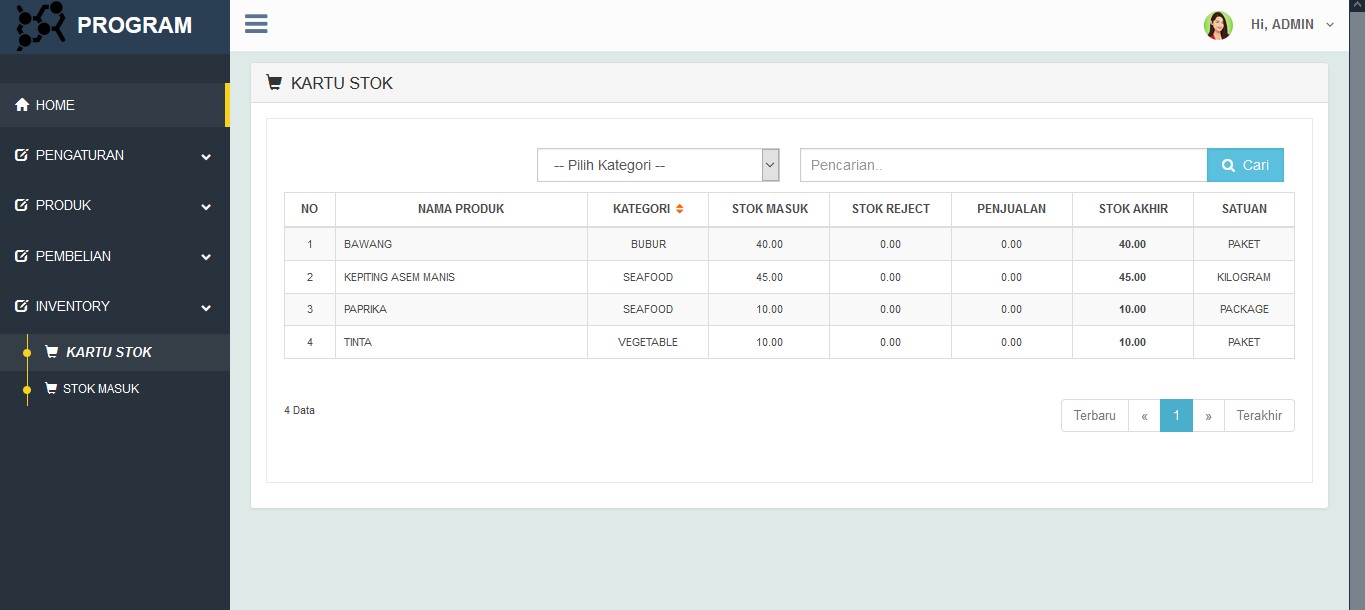 PROGRAM
Hi, ADMIN
HOME
PENGATURAN
PRODUK
PEMBELIAN
INVENTORY
KARTU STOK
STOK MASUK
KARTU STOK
-- Pilih Kategori -- Pencarian.. Cari
NO NAMA PRODUK KATEGORI STOK MASUK STOK REJECT PENJUALAN STOK AKHIR SATUAN
1 BAWANG BUBUR 40.00 0.00 0.00 40.00 PAKET
2 KEPITING ASEM MANIS SEAFOOD 45.00 0.00 0.00 45.00 KILOGRAM
3 PAPRIKA SEAFOOD 10.00 0.00 0.00 10.00 PACKAGE
4 TINTA VEGETABLE 10.00 0.00 0.00 10.00 PAKET
4 Data
Terbaru « 1 » Terakhir